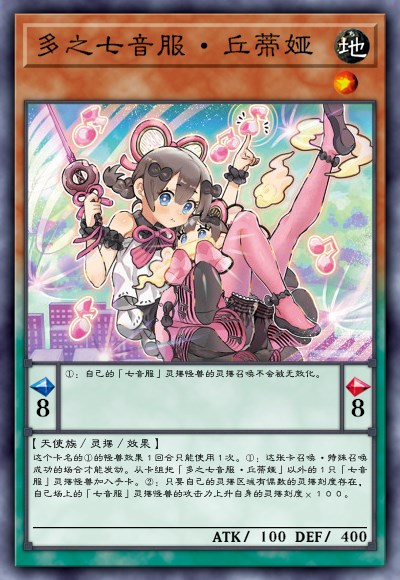 多之七音服·丘蒂娅
地
①：自己的「七音服」灵摆怪兽的灵摆召唤不会被无效化。
8
8
【天使族／灵摆／效果】
这个卡名的①的怪兽效果1回合只能使用1次。①：这张卡召唤·特殊召唤
成功的场合才能发动。从卡组把「多之七音服·丘蒂娅」以外的1只「七音
服」灵摆怪兽加入手卡。②：只要自己的灵摆区域有偶数的灵摆刻度存在，
自己场上的「七音服」灵摆怪兽的攻击力上升自身的灵摆刻度×100。
ATK/ 100 DEF/ 400